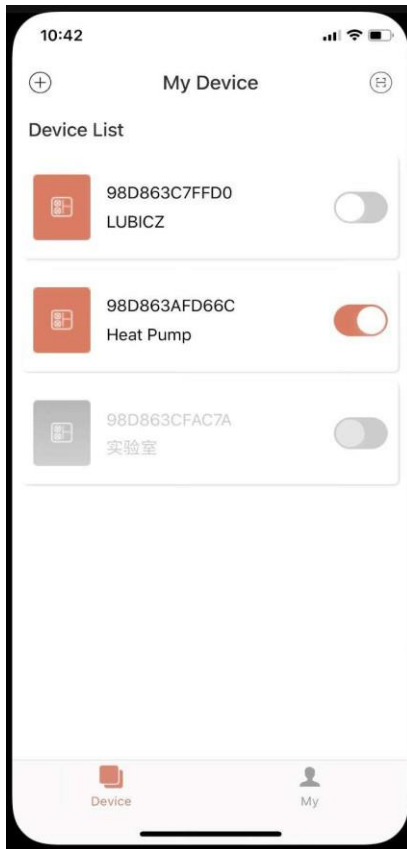 10:42
My Device
Device List
98D863C7FFD0
LUBICZ
98D863AFD66C
Heat Pump
98D863CFAC7A
实验室
Device
My